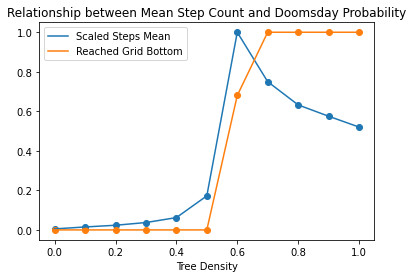 Relationship between Mean Step Count and Doomsday Probability
Scaled Steps Mean
Reached Grid Bottom
1.0
0.8
0.6
0.4
0.2
0.0
0.0 0.2 0.4 0.6 0.8 1.0
Tree Density